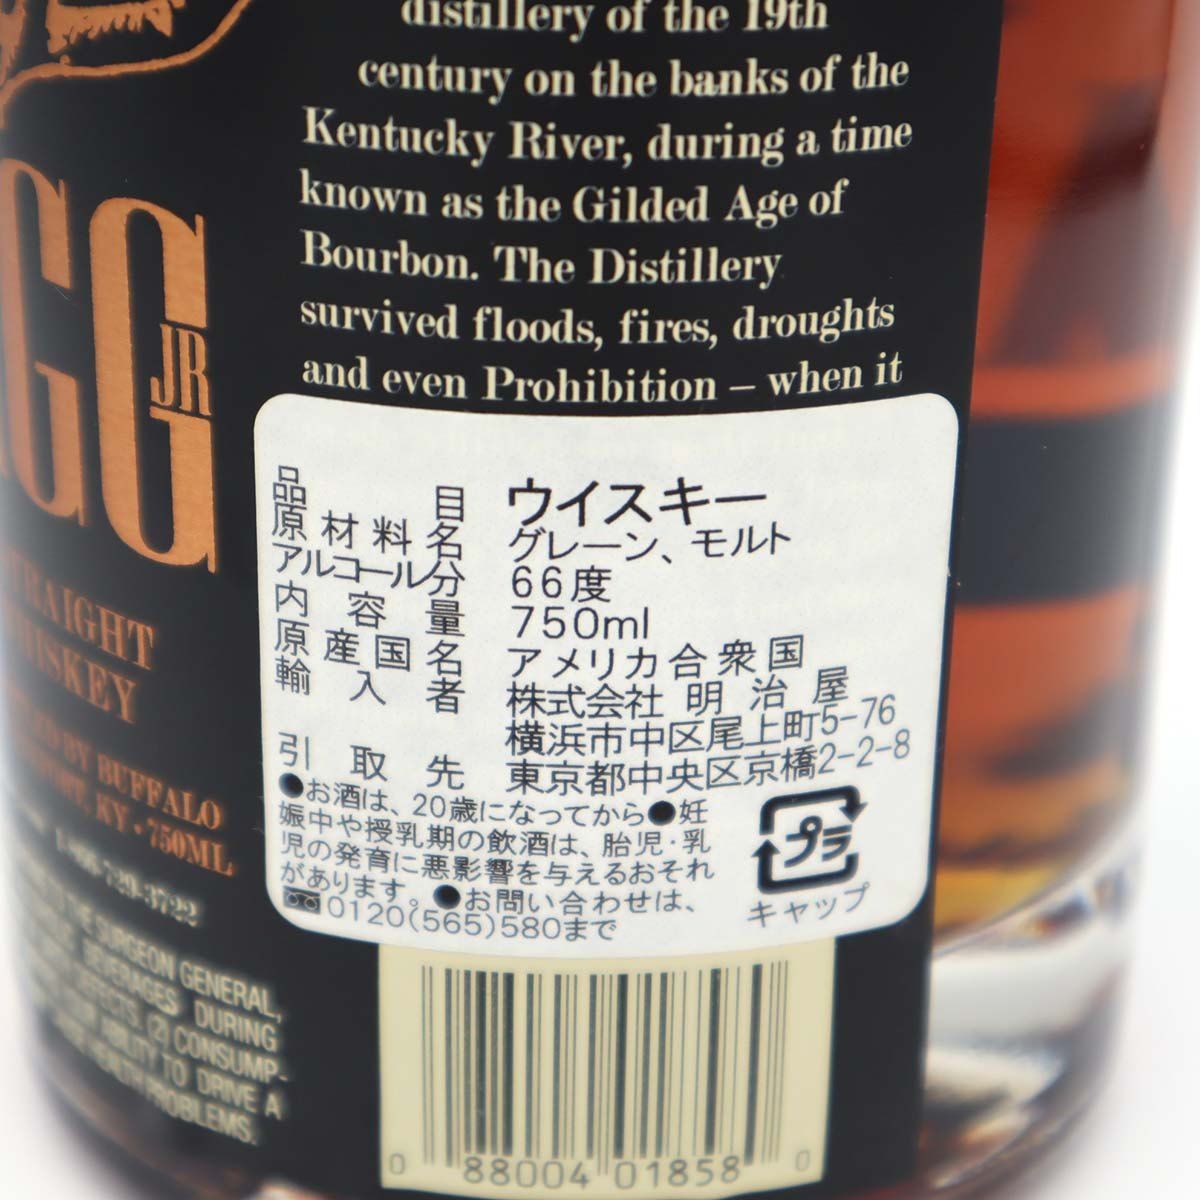 distillery of the 19th
century on the banks of the
Kentucky River, during a time
known as the Gilded Age of
Bourbon. The Distillery
survived floods, fires, droughts
and even Prohibition – when it
GG
JR
STRAIGHT
WHISKEY
BY BUFFALO
KY • 750ML
729-3722
THE SURGEON GENERAL,
BEVERAGES DURING
DEFECTS. (2) CONSUMP-
ABILITY TO DRIVE A
HEALTH PROBLEMS.
品目 ウイスキー
原材料名 グレーン、モルト
アルコール分 66度
内容量 750ml
原産国名 アメリカ合衆国
輸入者 株式会社 明治屋
横浜市中区尾上町5-76
引取先 東京都中央区京橋2-2-8
●お酒は、20歳になってから●妊
娠中や授乳期の飲酒は、胎児・乳
児の発育に悪影響を与えるおそれ
があります。●お問い合わせは、
0120(565)580まで
プラ
キャップ
0 88004 01858 0